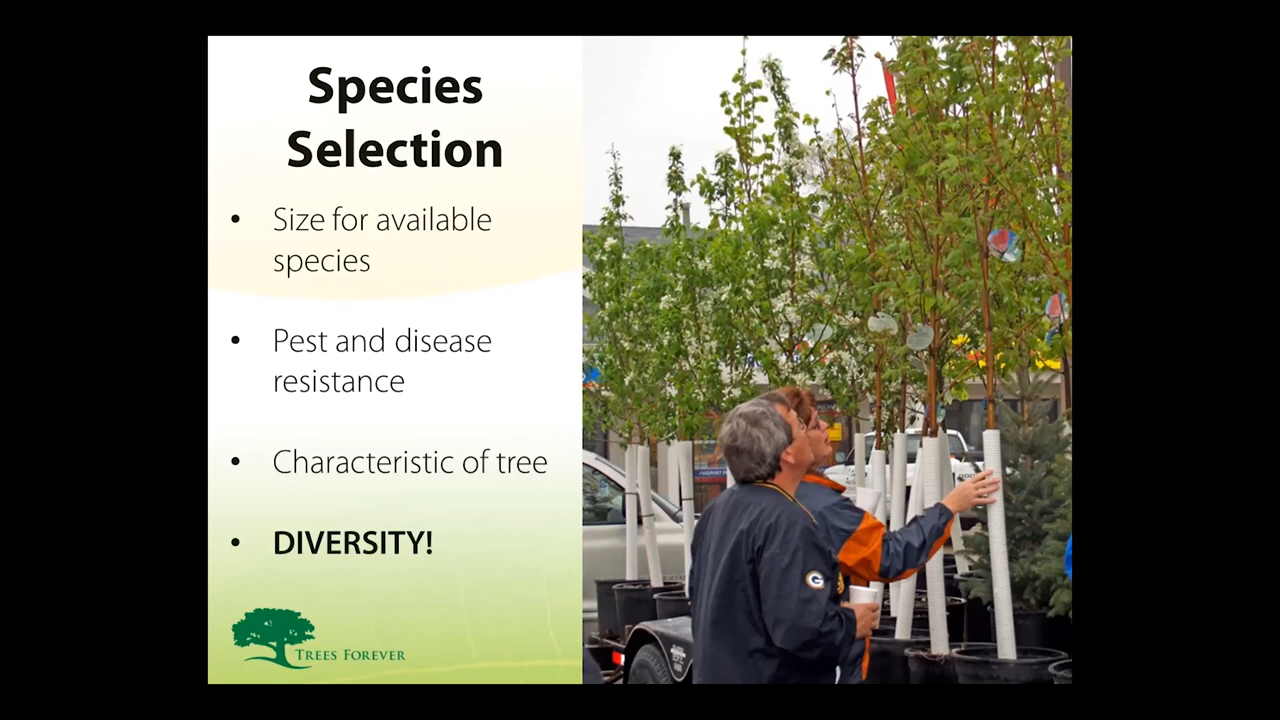 Species
Selection
• Size for available
species
• Pest and disease
resistance
• Characteristic of tree
• DIVERSITY!
TREES FOREVER
G